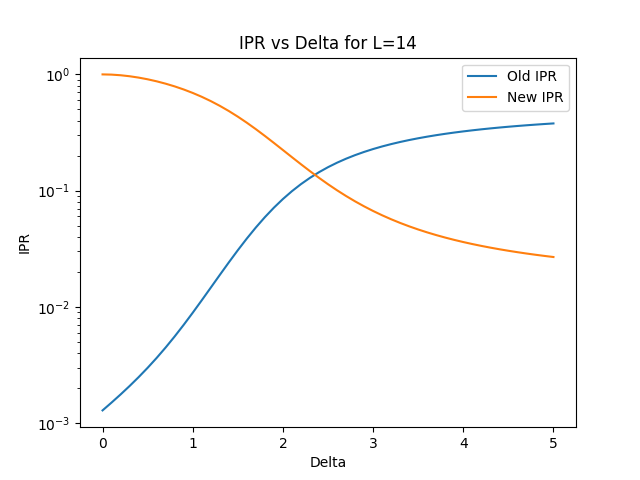 IPR vs Delta for L=14
Old IPR
New IPR
IPR
10⁰
10⁻¹
10⁻²
10⁻³
0 1 2 3 4 5
Delta